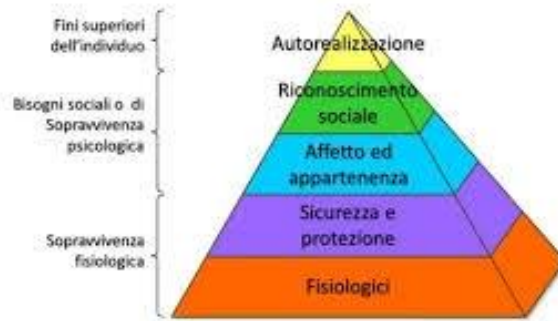 Fini superiori
dell'individuo
Autorealizzazione
Bisogni sociali o di
Sopravvivenza
psicologica
Riconoscimento
sociale
Affetto ed
appartenenza
Sopravvivenza
fisiologica
Sicurezza e
protezione
Fisiologici